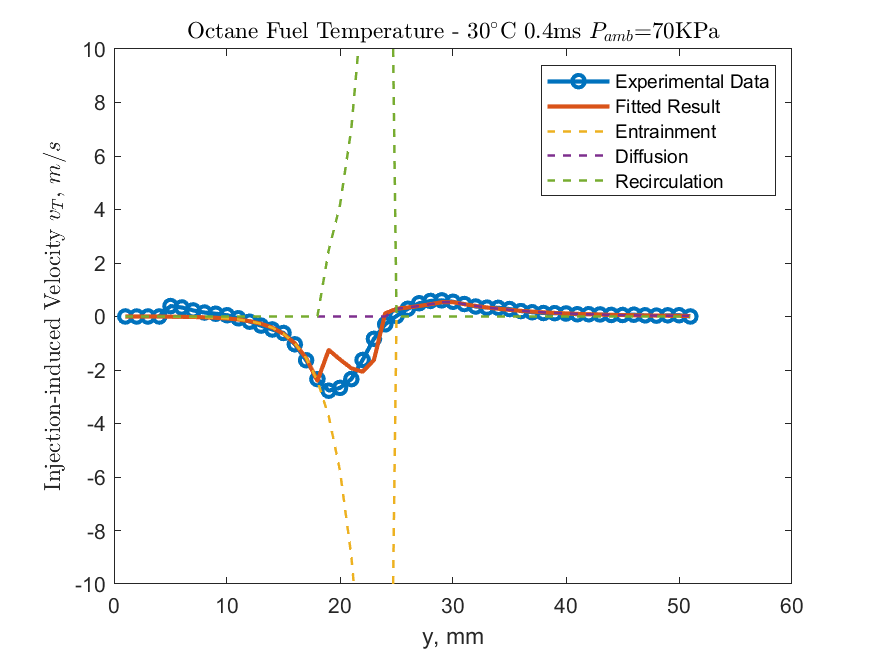 Octane Fuel Temperature - 30°C 0.4ms P_amb=70KPa
Injection-induced Velocity v_T, m/s
10
8
6
4
2
0
-2
-4
-6
-8
-10
Experimental Data
Fitted Result
Entrainment
Diffusion
Recirculation
0 10 20 30 40 50 60
y, mm